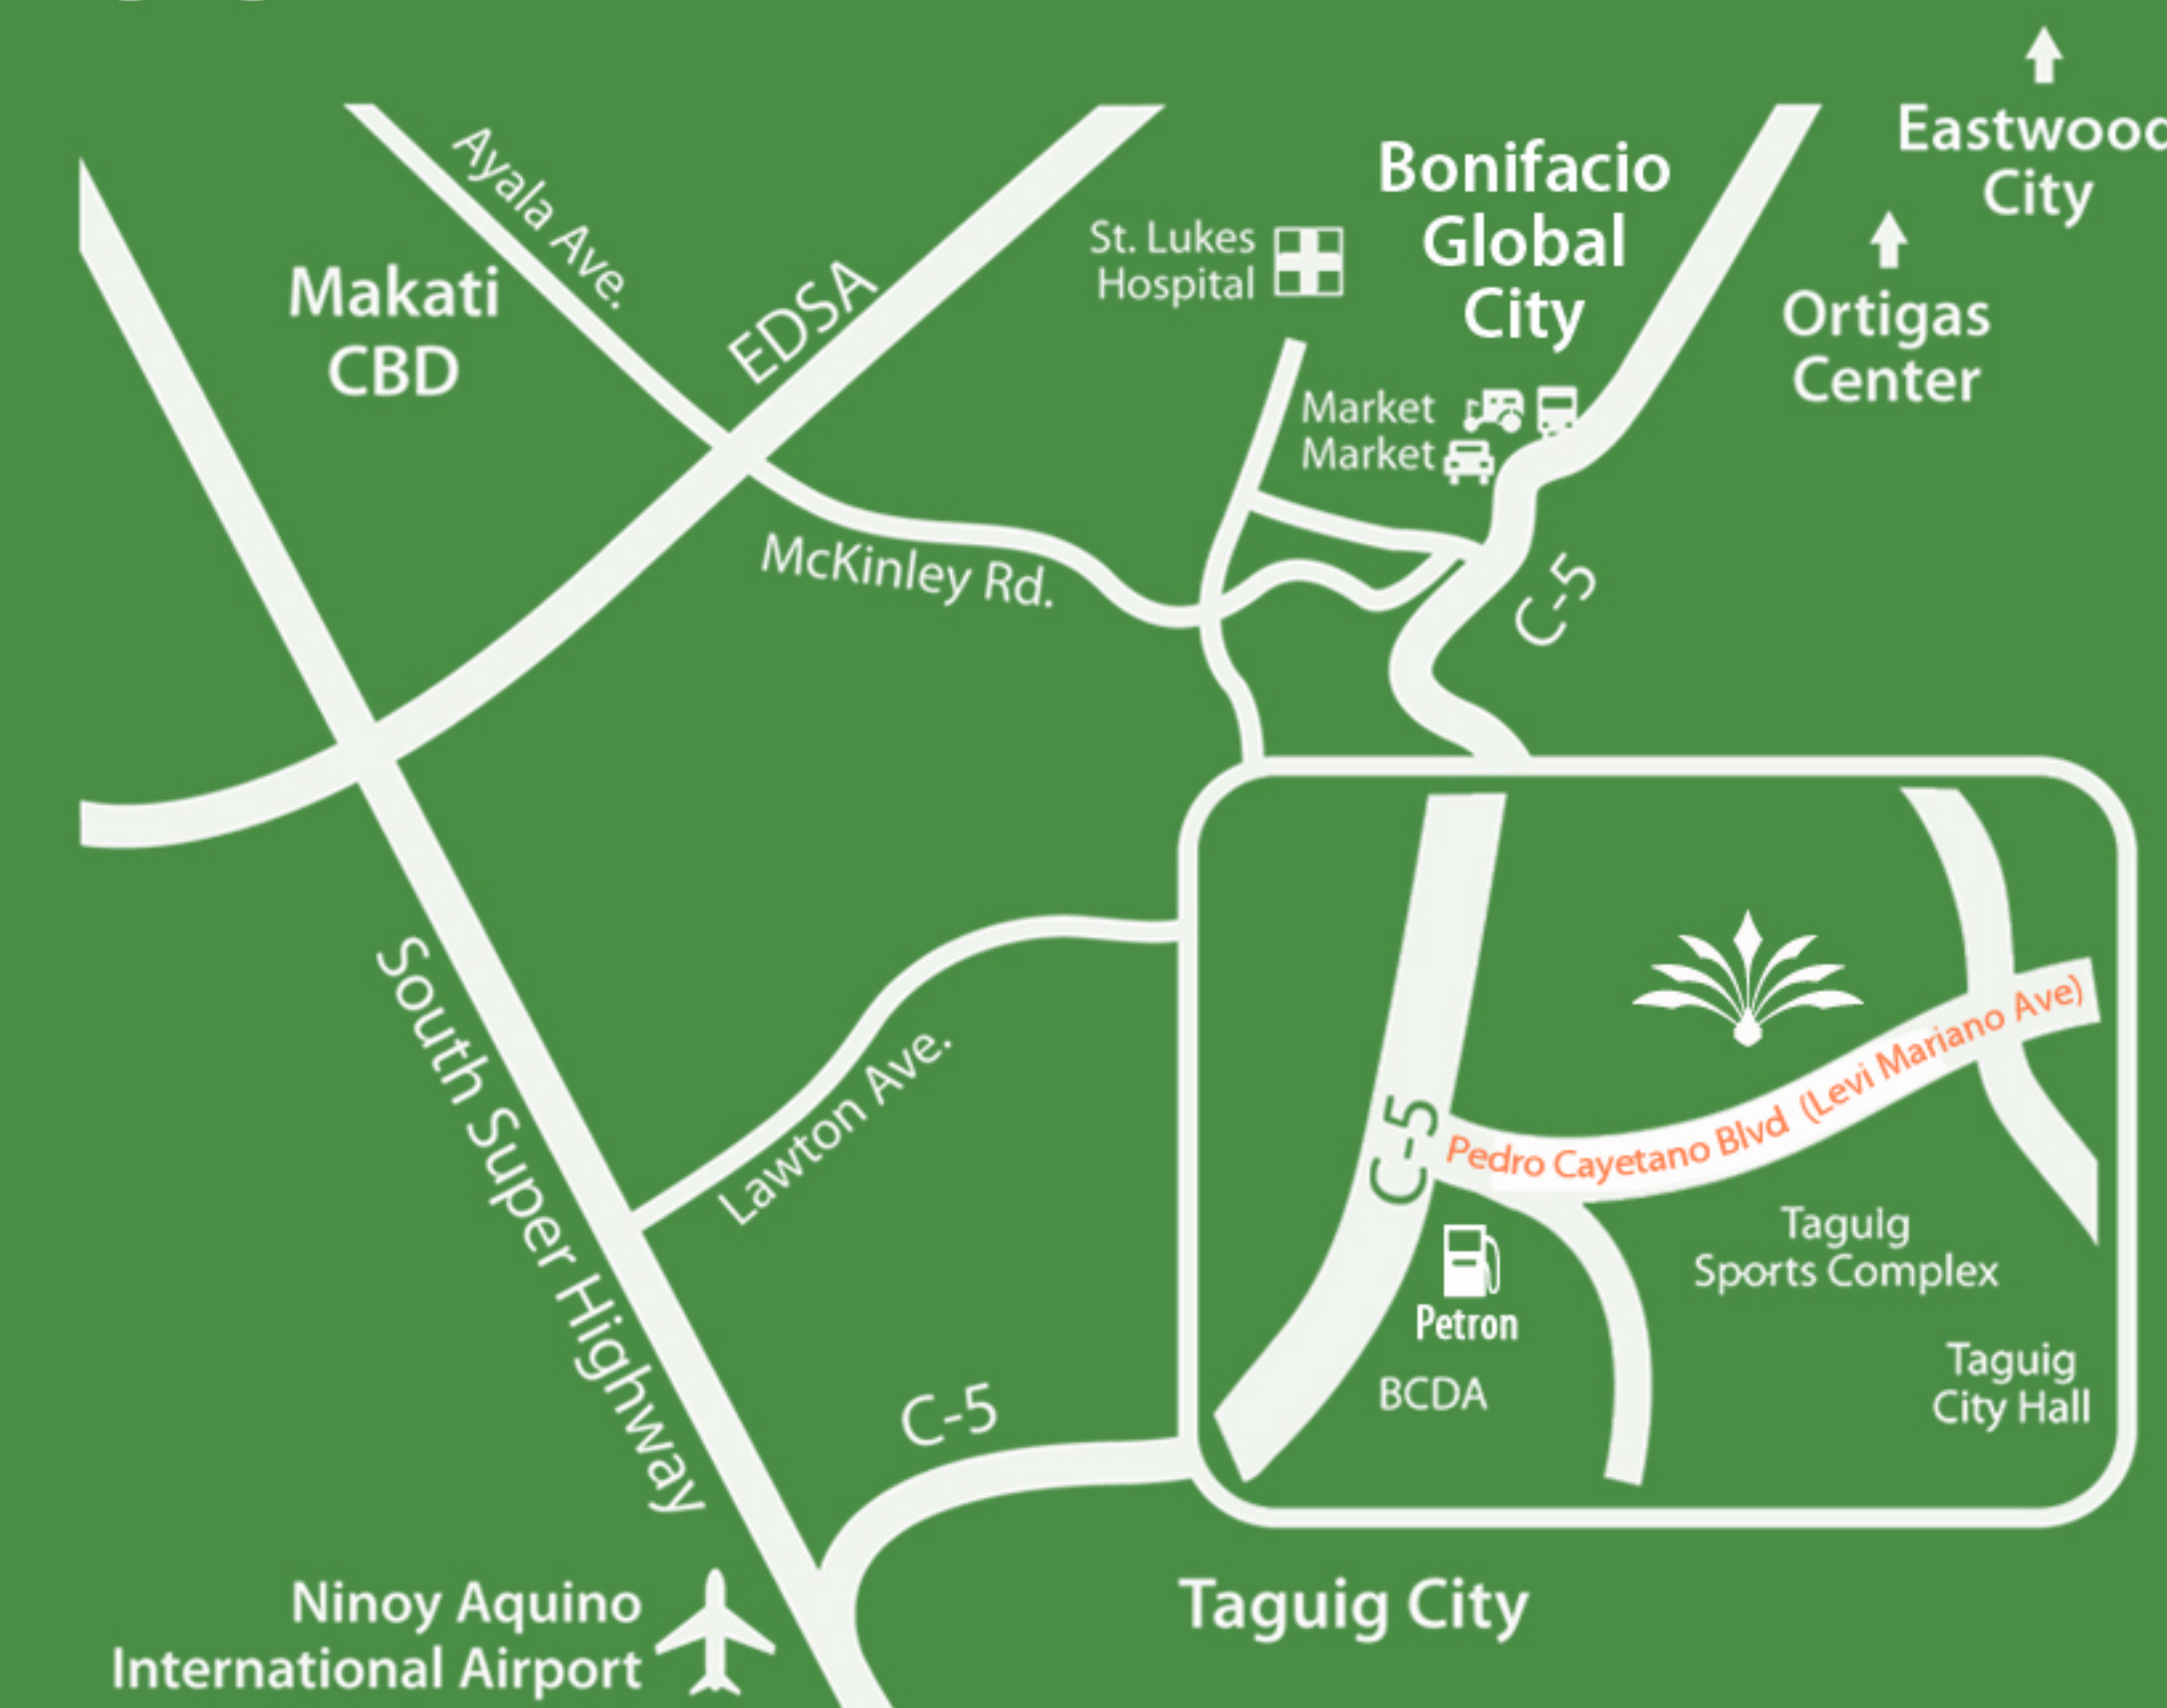 Eastwood
City
Ayala Ave.
Bonifacio
Global
City
St. Lukes
Hospital
Makati
CBD
EDSA
Ortigas
Center
Market
Market
McKinley Rd.
C-5
South Super Highway
Lawton Ave.
C-5
Pedro Cayetano Blvd (Levi Mariano Ave)
Taguig
Sports Complex
Petron
BCDA
Taguig
City Hall
C-5
Ninoy Aquino
International Airport
Taguig City